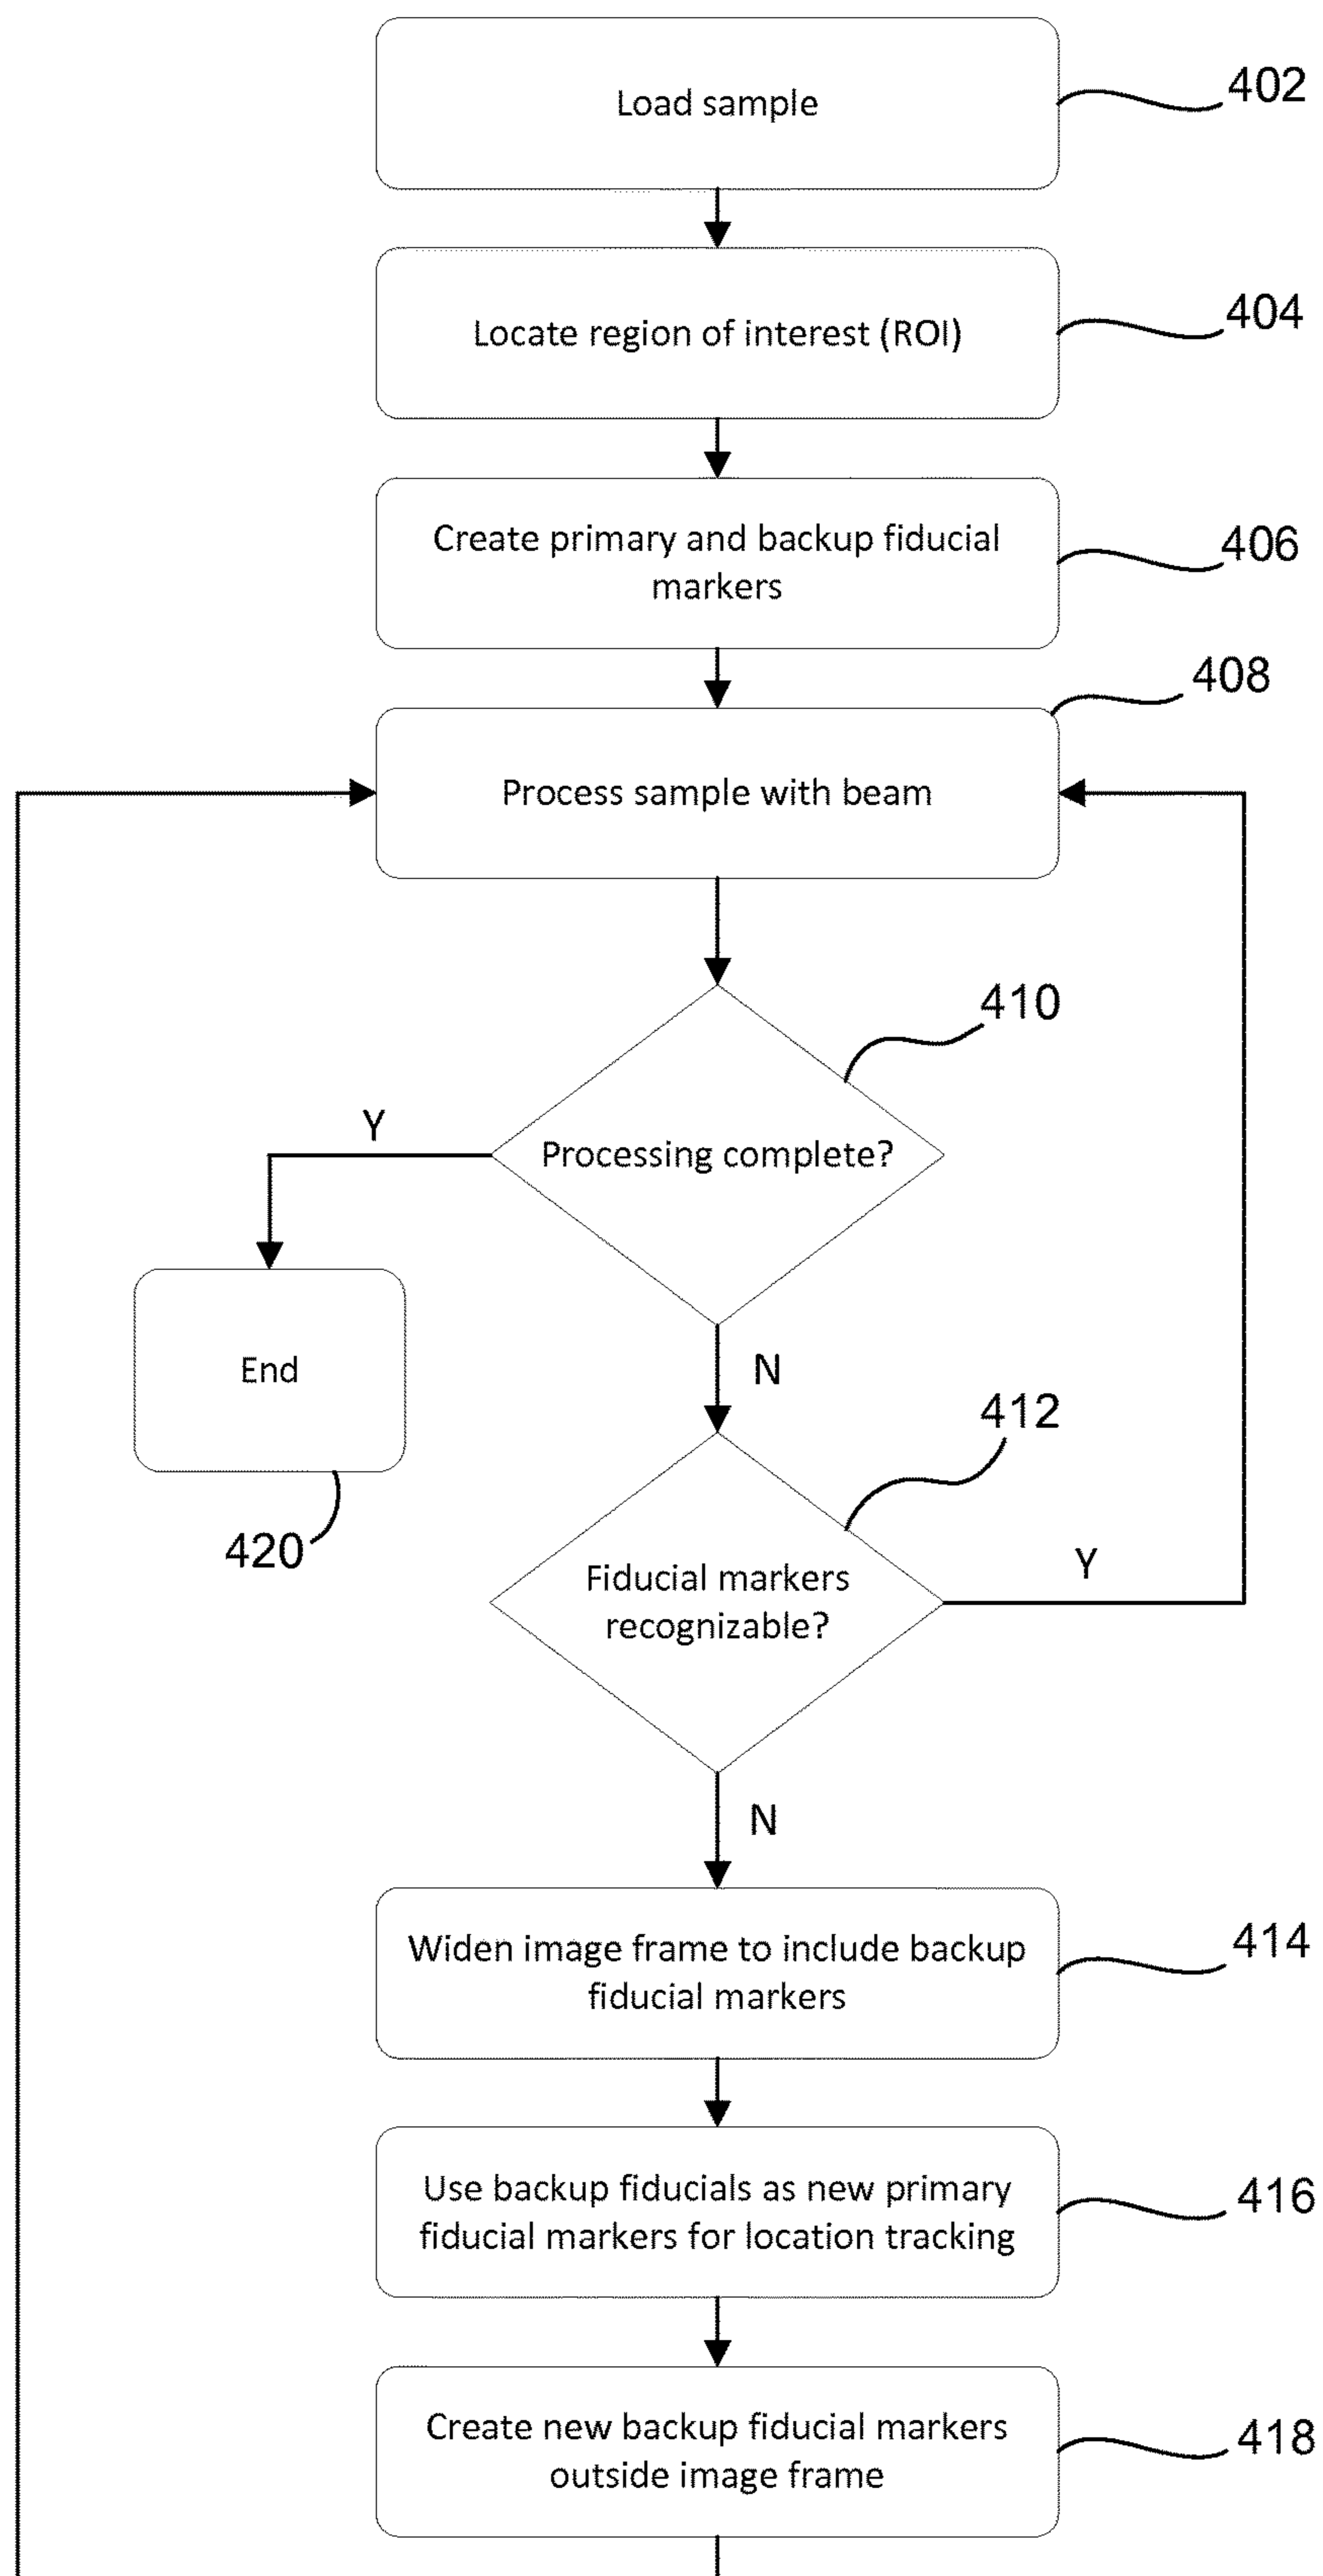 Load sample
402
Locate region of interest (ROI)
404
Create primary and backup fiducial
markers
406
408
Process sample with beam
410
Y
Processing complete?
End
N
412
420
Y
Fiducial markers
recognizable?
N
Widen image frame to include backup
fiducial markers
414
Use backup fiducials as new primary
fiducial markers for location tracking
416
Create new backup fiducial markers
outside image frame
418